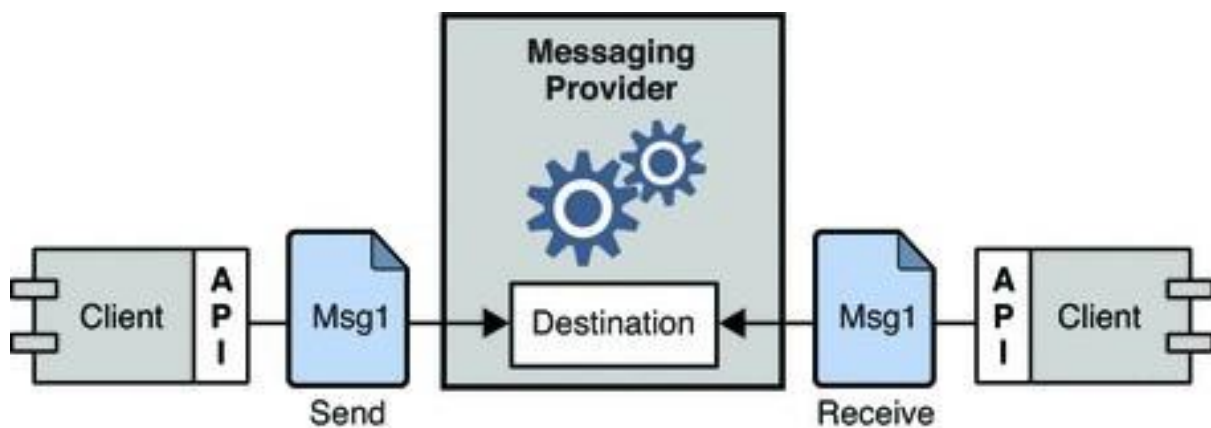 Messaging
Provider
Client
A
P
I
Msg1
Send
Destination
Msg1
Receive
A
P
I
Client